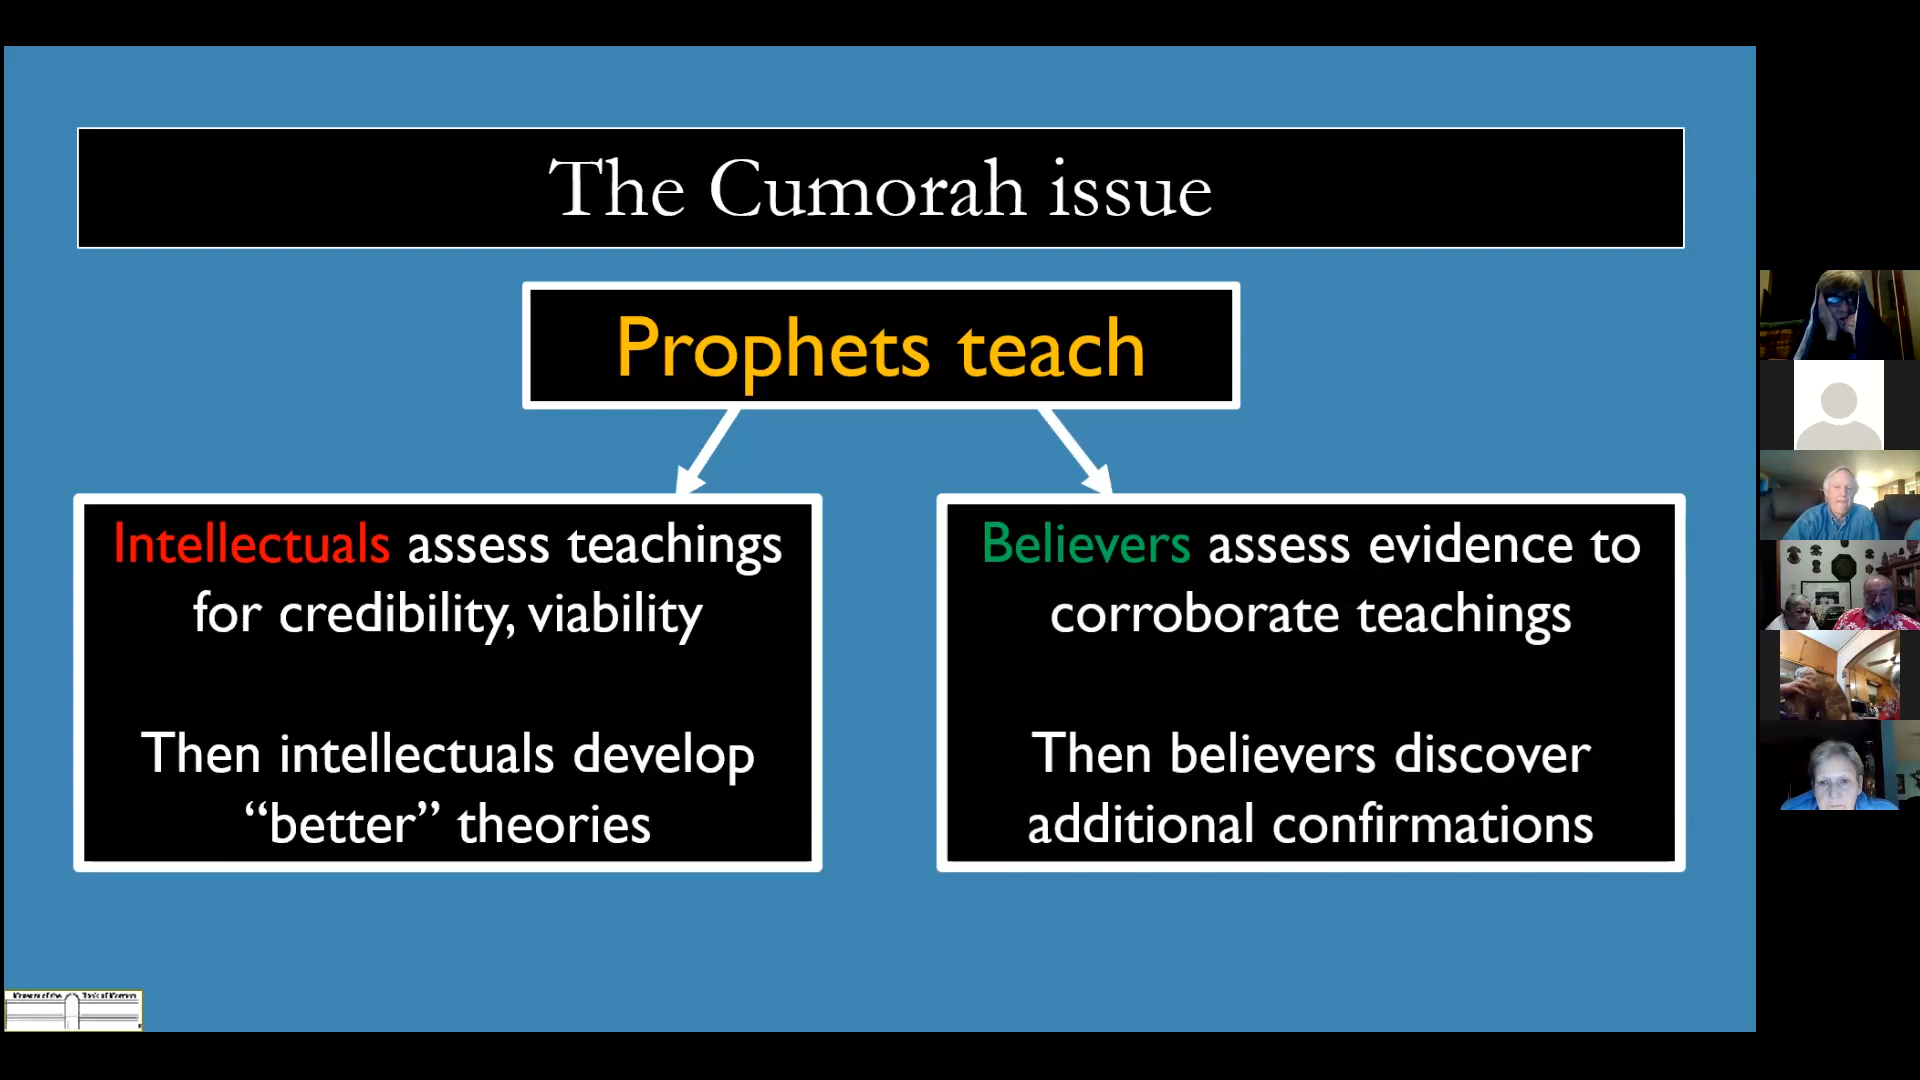 The Cumorah issue
Prophets teach
Intellectuals assess teachings
for credibility, viability
Then intellectuals develop
“better” theories
Believers assess evidence to
corroborate teachings
Then believers discover
additional confirmations